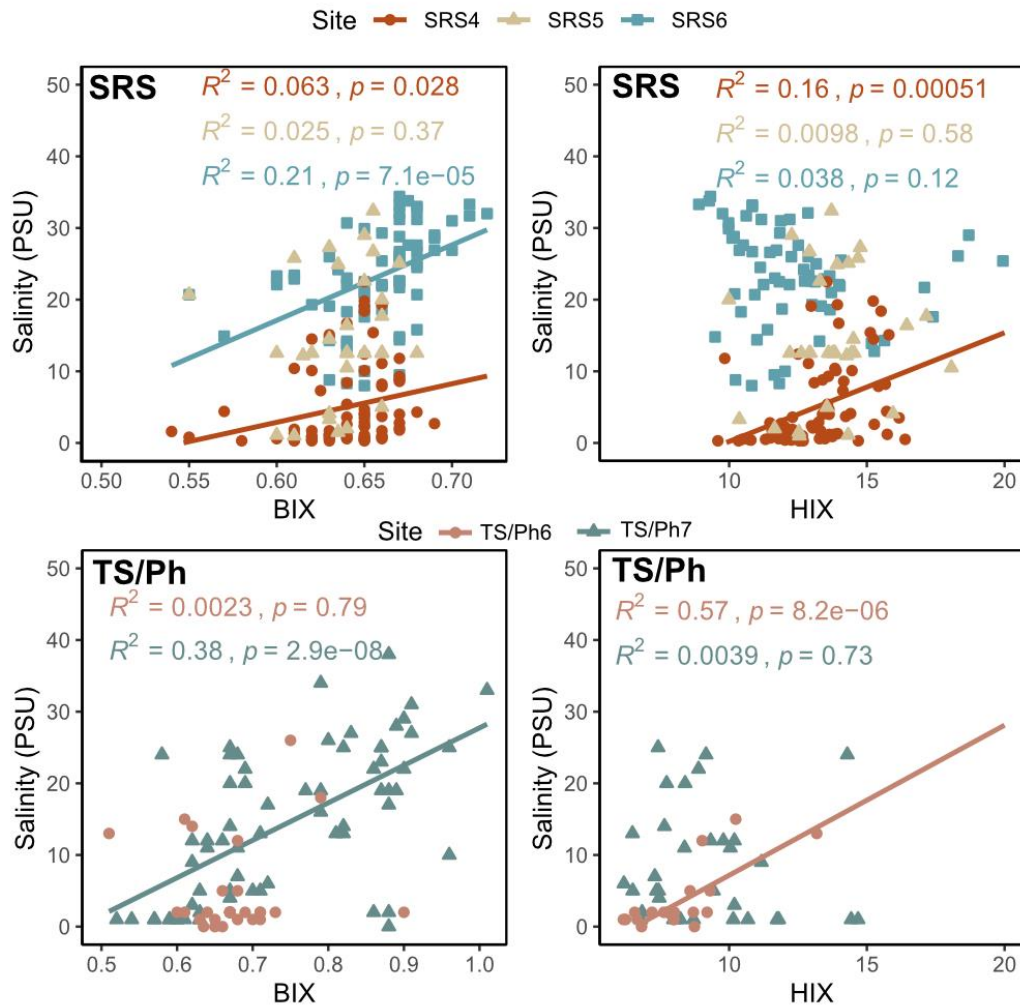 Site SRS4 SRS5 SRS6
SRS
R² = 0.063 , p = 0.028
R² = 0.025 , p = 0.37
R² = 0.21 , p = 7.1e−05
Salinity (PSU)
50
40
30
20
10
0
0.50 0.55 0.60 0.65 0.70
BIX
SRS
R² = 0.16 , p = 0.00051
R² = 0.0098 , p = 0.58
R² = 0.038 , p = 0.12
Salinity (PSU)
50
40
30
20
10
0
10 15 20
HIX
Site TS/Ph6 TS/Ph7
TS/Ph
R² = 0.0023 , p = 0.79
R² = 0.38 , p = 2.9e−08
Salinity (PSU)
50
40
30
20
10
0
0.5 0.6 0.7 0.8 0.9 1.0
BIX
TS/Ph
R² = 0.57 , p = 8.2e−06
R² = 0.0039 , p = 0.73
Salinity (PSU)
50
40
30
20
10
0
10 15 20
HIX